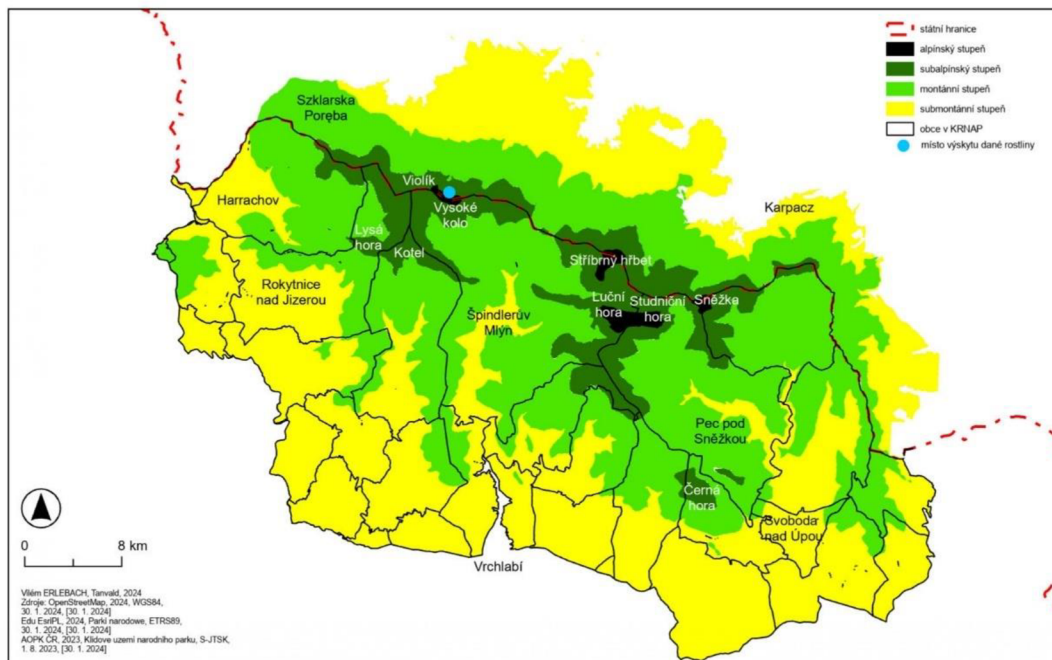 státní hranice
alpínský stupeň
subalpínský stupeň
montánní stupeň
submontánní stupeň
obce v KRNAP
místo výskytu dané rostliny
Szklarska
Poręba
Violík
Vysoké
kolo
Harrachov
Karpacz
Lysá
hora
Kotel
Stříbrný hřbet
Rokytnice
nad Jizerou
Luční
hora
Studniční
hora
Sněžka
Špindlerův
Mlýn
Pec pod
Sněžkou
Černá
hora
Svoboda
nad Úpou
Vrchlabí
0 8 km
Vilém ERLEBACH, Tanvald, 2024
Zdroje: OpenStreetMap, 2024, WGS84,
30. 1. 2024, [30. 1. 2024]
Edu EsriPL, 2024, Parki narodowe, ETRS89,
30. 1. 2024, [30. 1. 2024]
AOPK ČR, 2023, Klidove uzemi narodniho park, S-JTSK,
1. 8. 2023, [30. 1. 2024]